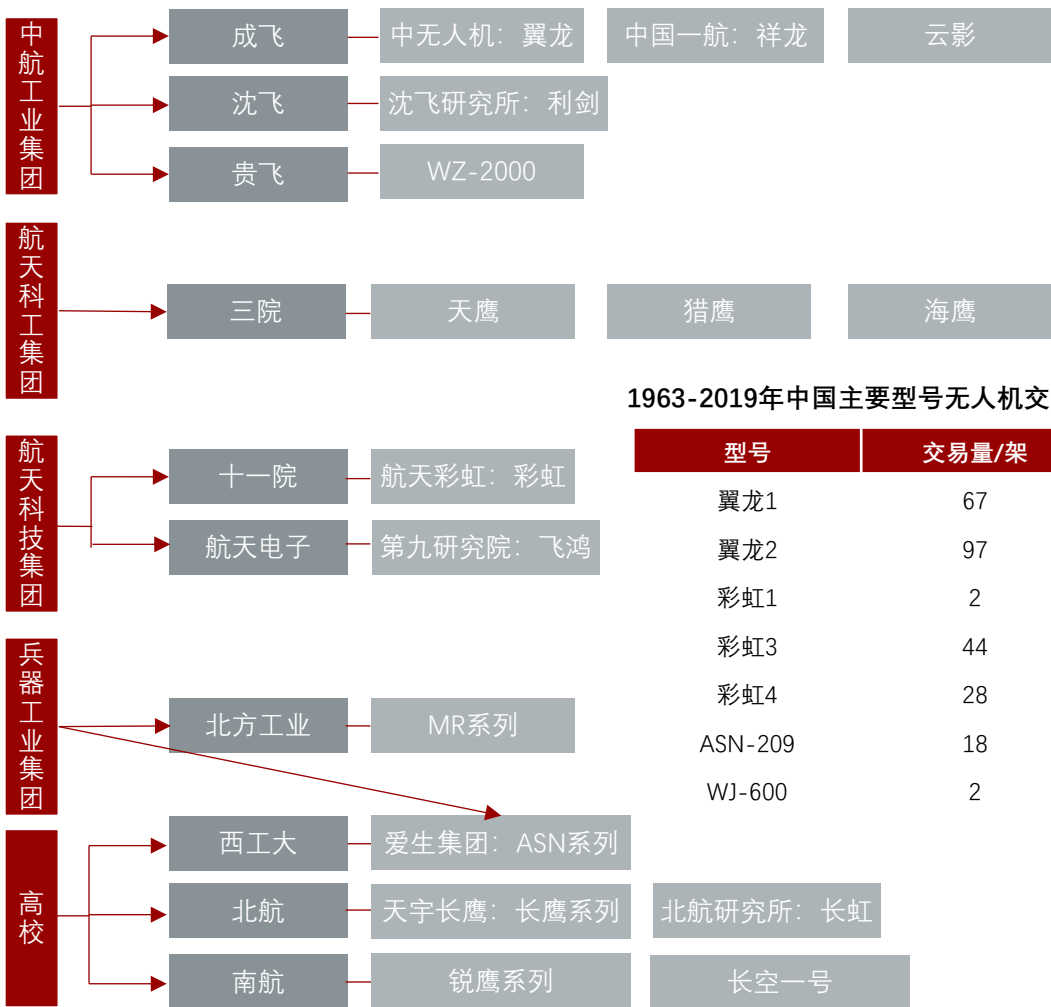 中航工业集团
成飞
中无人机：翼龙
中国一航：祥龙
云影
沈飞
沈飞研究所：利剑
贵飞
WZ-2000
航天科工集团
三院
天鹰
猎鹰
海鹰
航天科技集团
十一院
航天彩虹：彩虹
航天电子
第九研究院：飞鸿
1963-2019年中国主要型号无人机交
型号 交易量/架
翼龙1 67
翼龙2 97
彩虹1 2
彩虹3 44
彩虹4 28
ASN-209 18
WJ-600 2
兵器工业集团
北方工业
MR系列
高校
西工大
爱生集团：ASN系列
北航
天宇长鹰：长鹰系列
北航研究所：长虹
南航
锐鹰系列
长空一号